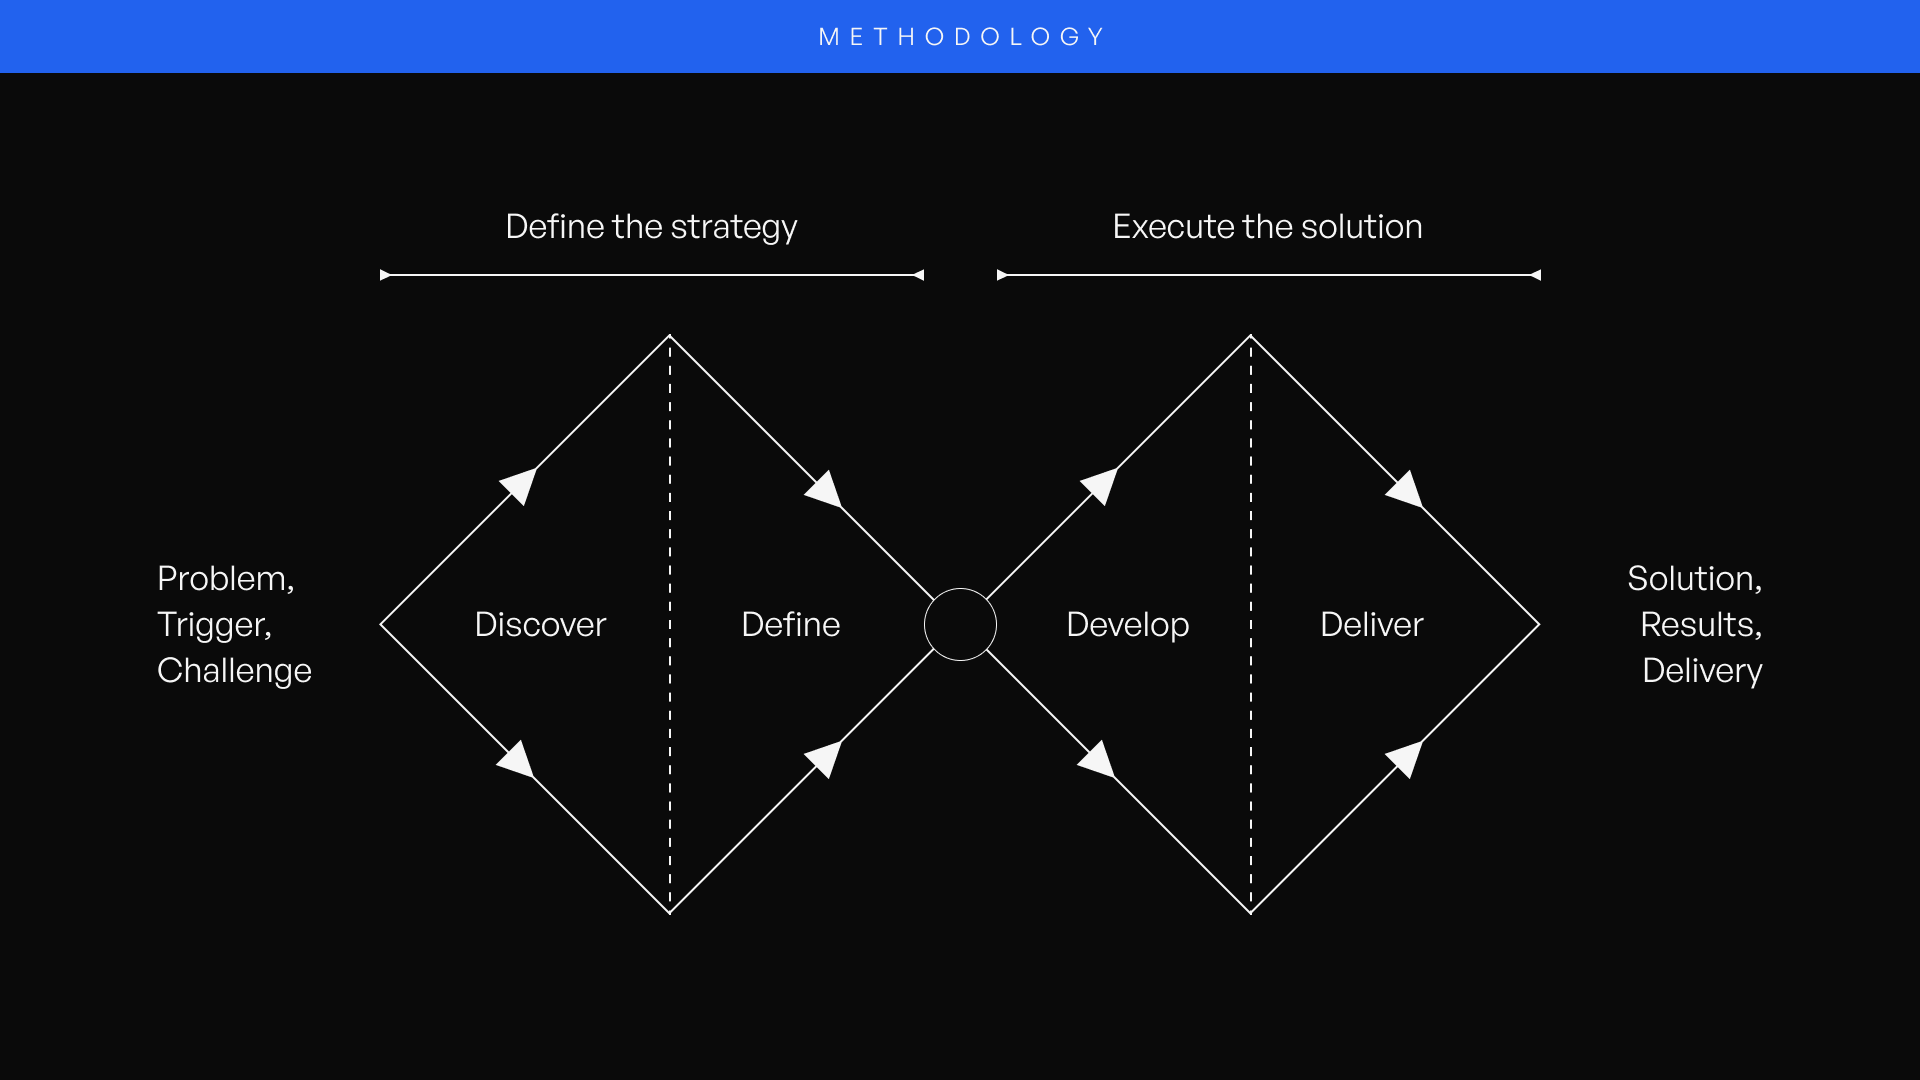 METHODOLOGY
Define the strategy
Execute the solution
Problem,
Trigger,
Challenge
Discover
Define
Develop
Deliver
Solution,
Results,
Delivery